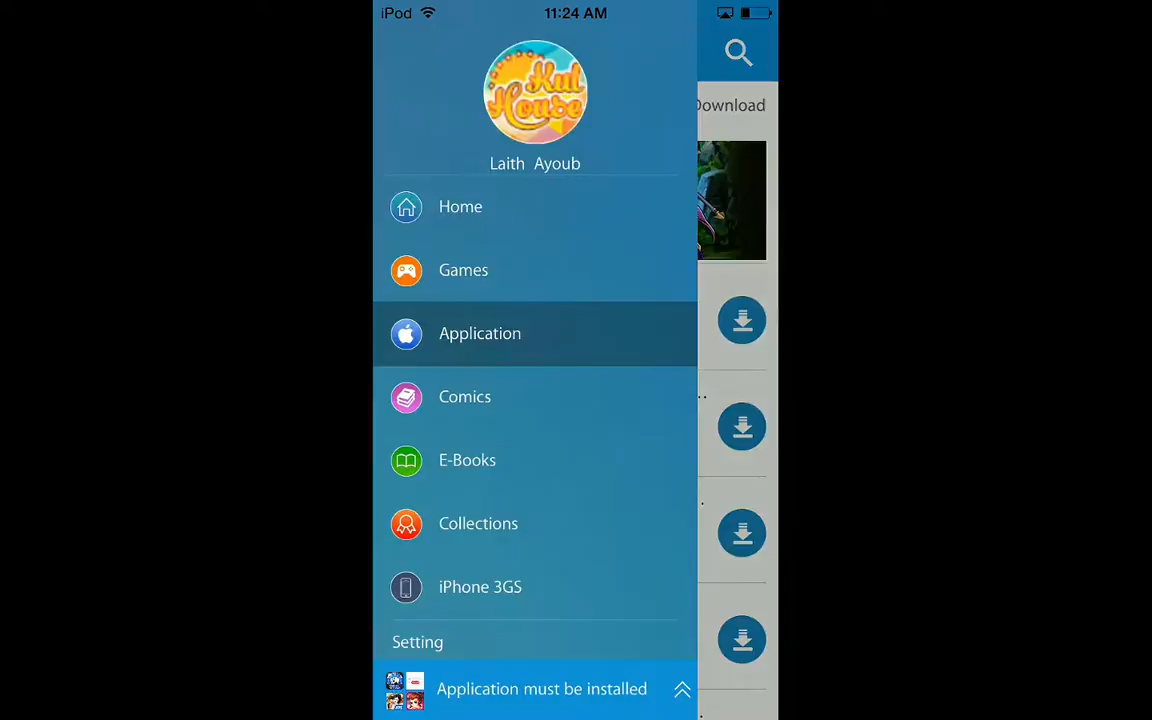 iPod
11:24 AM
Kul
House
Laith Ayoub
Download
Home
Games
Application
Comics
E-Books
Collections
iPhone 3GS
Setting
Application must be installed